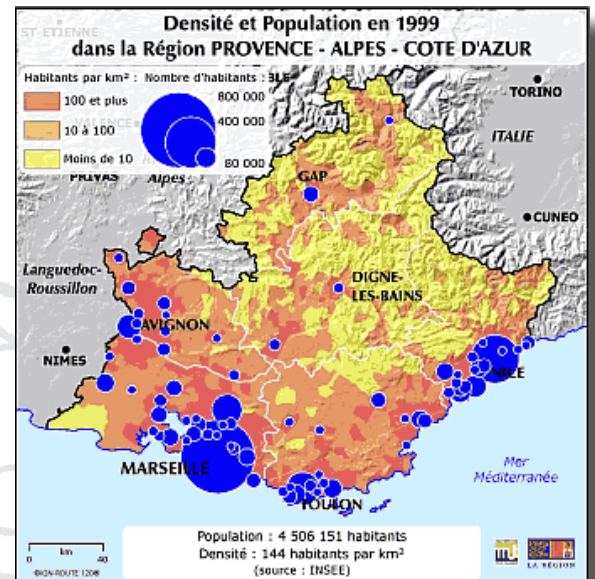 Densité et Population en 1999
dans la Région PROVENCE - ALPES - COTE D'AZUR
ST ETIENNE
Habitants par km² : Nombre d'habitants :
100 et plus
10 à 100
Moins de 10
800 000
400 000
80 000
VALENCE
PRIVAS
Alpes
TORINO
ITALIE
GAP
CUNEO
Languedoc-
Roussillon
DIGNE-
LES-BAINS
AVIGNON
NIMES
NICE
MARSEILLE
TOULON
Mer
Méditerranée
Population : 4 506 151 habitants
Densité : 144 habitants par km²
(source : INSEE)
0 km 40
LA RÉGION